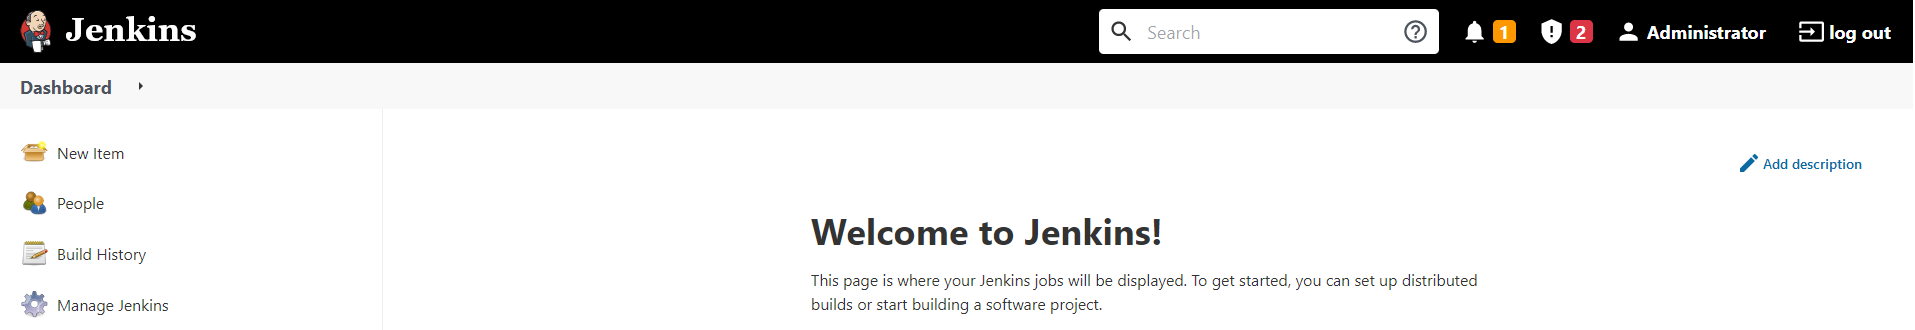 Jenkins
Search
1
2
Administrator
log out
Dashboard
New Item
People
Build History
Manage Jenkins
Add description
Welcome to Jenkins!
This page is where your Jenkins jobs will be displayed. To get started, you can set up distributed
builds or start building a software project.